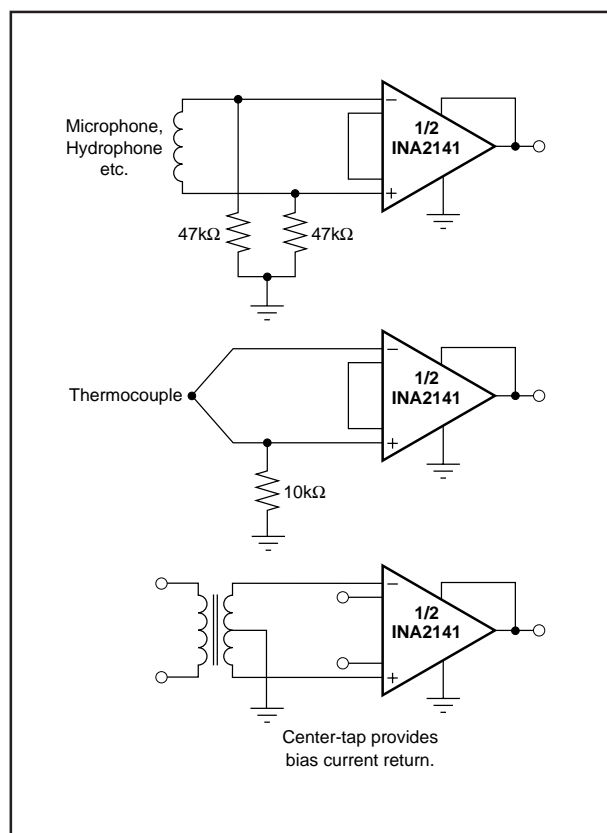 Microphone,
Hydrophone
etc.
−
1/2
INA2141
+
47kΩ
47kΩ
Thermocouple
−
1/2
INA2141
+
10kΩ
−
1/2
INA2141
+
Center-tap provides
bias current return.